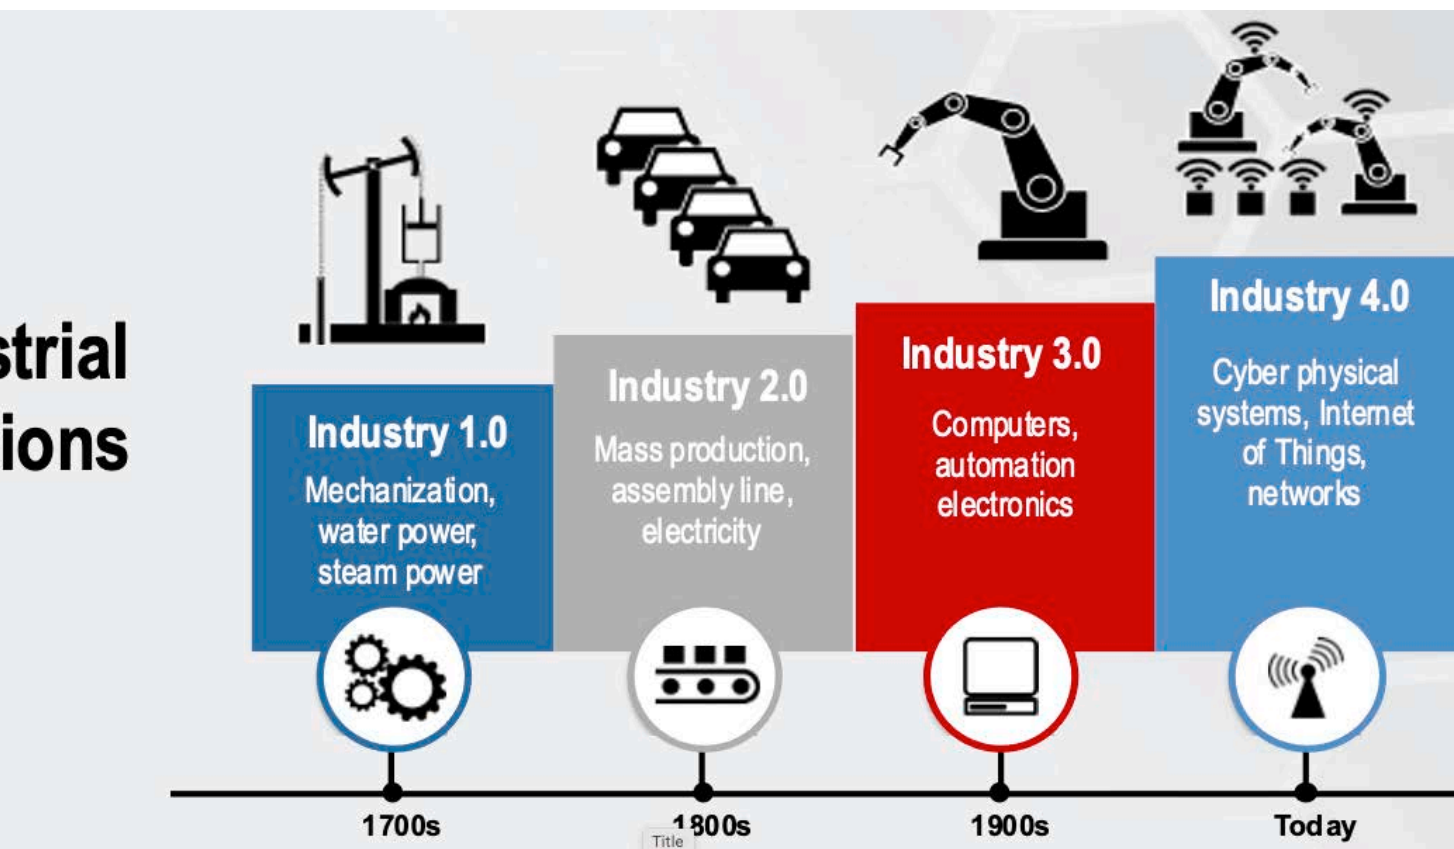 strial
ions
Industry 1.0
Mechanization,
water power,
steam power
Industry 2.0
Mass production,
assembly line,
electricity
Industry 3.0
Computers,
automation
electronics
Industry 4.0
Cyber physical
systems, Internet
of Things,
networks
1700s
1800s
1900s
Today
Title